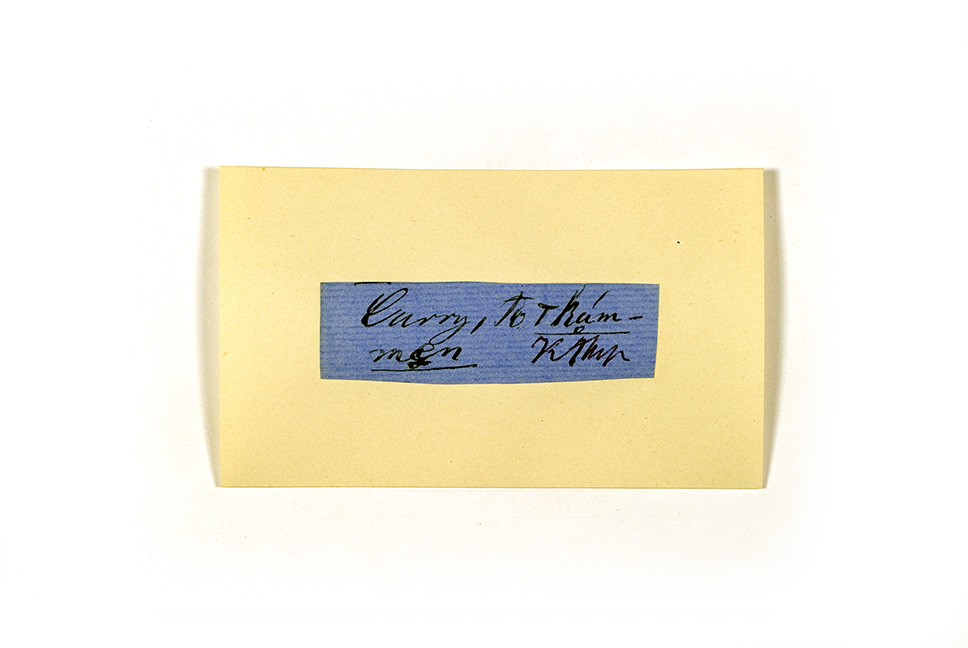 Carry, to thám-
men